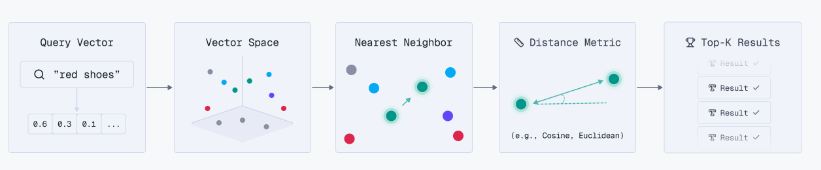 Query Vector
"red shoes"
0.6 0.3 0.1 ...
Vector Space
Nearest Neighbor
Distance Metric
(e.g., Cosine, Euclidean)
Top-K Results
Result
Result
Result
Result